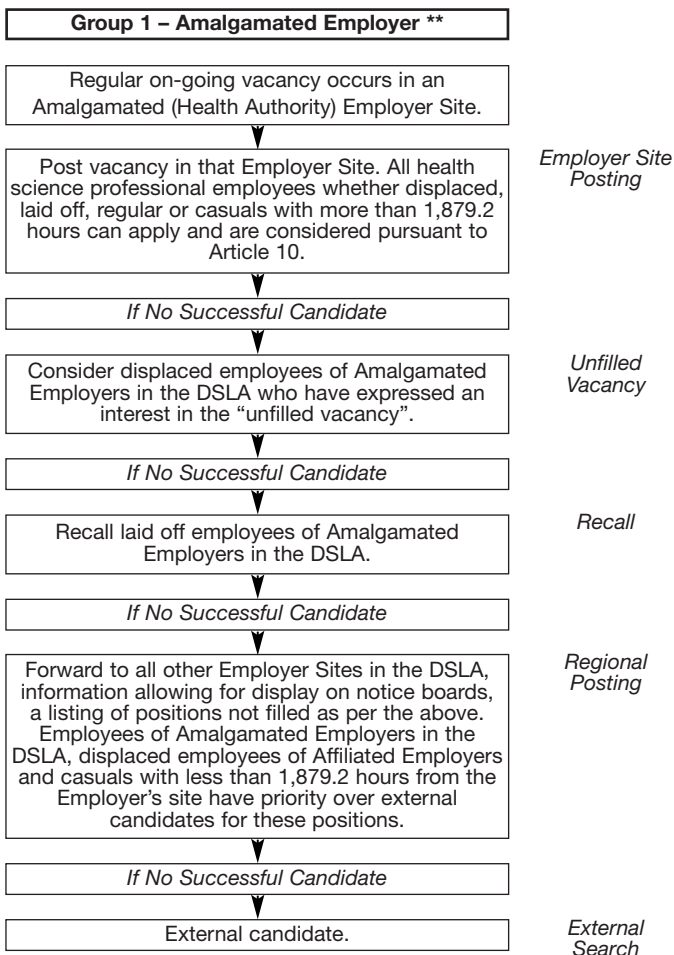 Group 1 – Amalgamated Employer **
Regular on-going vacancy occurs in an
Amalgamated (Health Authority) Employer Site.
Post vacancy in that Employer Site. All health
science professional employees whether displaced,
laid off, regular or casuals with more than 1,879.2
hours can apply and are considered pursuant to
Article 10.
Employer Site
Posting
If No Successful Candidate
Consider displaced employees of Amalgamated
Employers in the DSLA who have expressed an
interest in the “unfilled vacancy”.
Unfilled
Vacancy
If No Successful Candidate
Recall laid off employees of Amalgamated
Employers in the DSLA.
Recall
If No Successful Candidate
Forward to all other Employer Sites in the DSLA,
information allowing for display on notice boards,
a listing of positions not filled as per the above.
Employees of Amalgamated Employers in the
DSLA, displaced employees of Affiliated Employers
and casuals with less than 1,879.2 hours from the
Employer’s site have priority over external
candidates for these positions.
Regional
Posting
If No Successful Candidate
External candidate.
External
Search